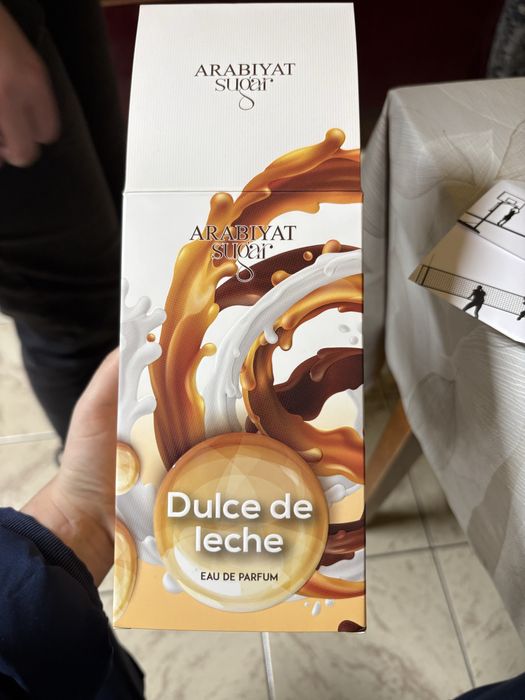 ARABIYAT
sugar
ARABIYAT
sugar
Dulce de
leche
EAU DE PARFUM